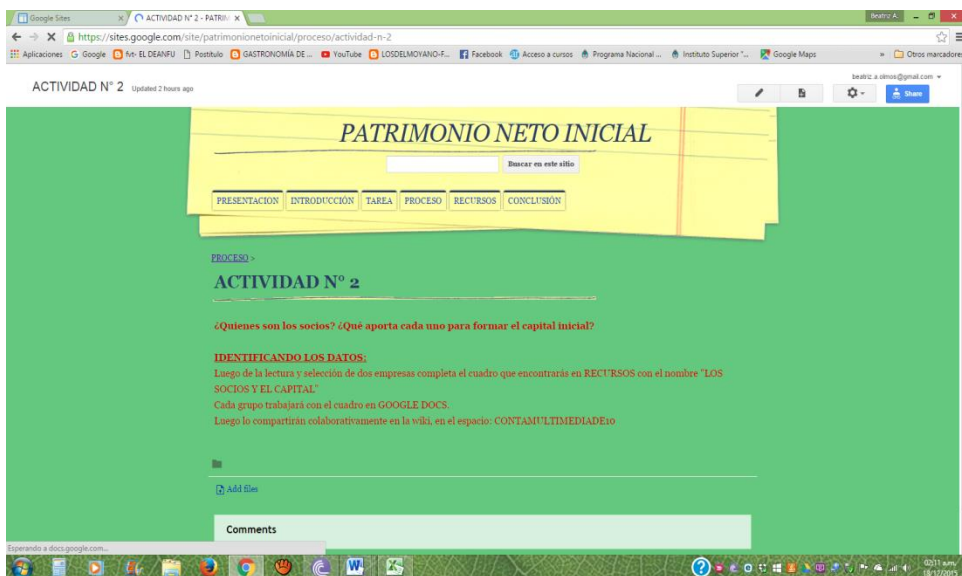 Google Sites
ACTIVIDAD N° 2 - PATRIM
Beatriz A.
https://sites.google.com/site/patrimonionetoinicial/proceso/actividad-n-2
Aplicaciones Google fvt- EL DEANFU Postítulo GASTRONOMÍA DE ... YouTube LOSDELMOYANO-F... Facebook Acceso a cursos Programa Nacional ... Instituto Superior "... Google Maps » Otros marcadores
beatriz.a.olmos@gmail.com
ACTIVIDAD N° 2 Updated 2 hours ago
Share
PATRIMONIO NETO INICIAL
Buscar en este sitio
PRESENTACION INTRODUCCIÓN TAREA PROCESO RECURSOS CONCLUSIÓN
PROCESO >
ACTIVIDAD N° 2
¿Quienes son los socios? ¿Qué aporta cada uno para formar el capital inicial?
IDENTIFICANDO LOS DATOS:
Luego de la lectura y selección de dos empresas completa el cuadro que encontrarás en RECURSOS con el nombre "LOS
SOCIOS Y EL CAPITAL"
Cada grupo trabajará con el cuadro en GOOGLE DOCS.
Luego lo compartirán colaborativamente en la wiki, en el espacio: CONTAMULTIMEDIADE10
Add files
Comments
Esperando a docs.google.com...
02:11 a.m.